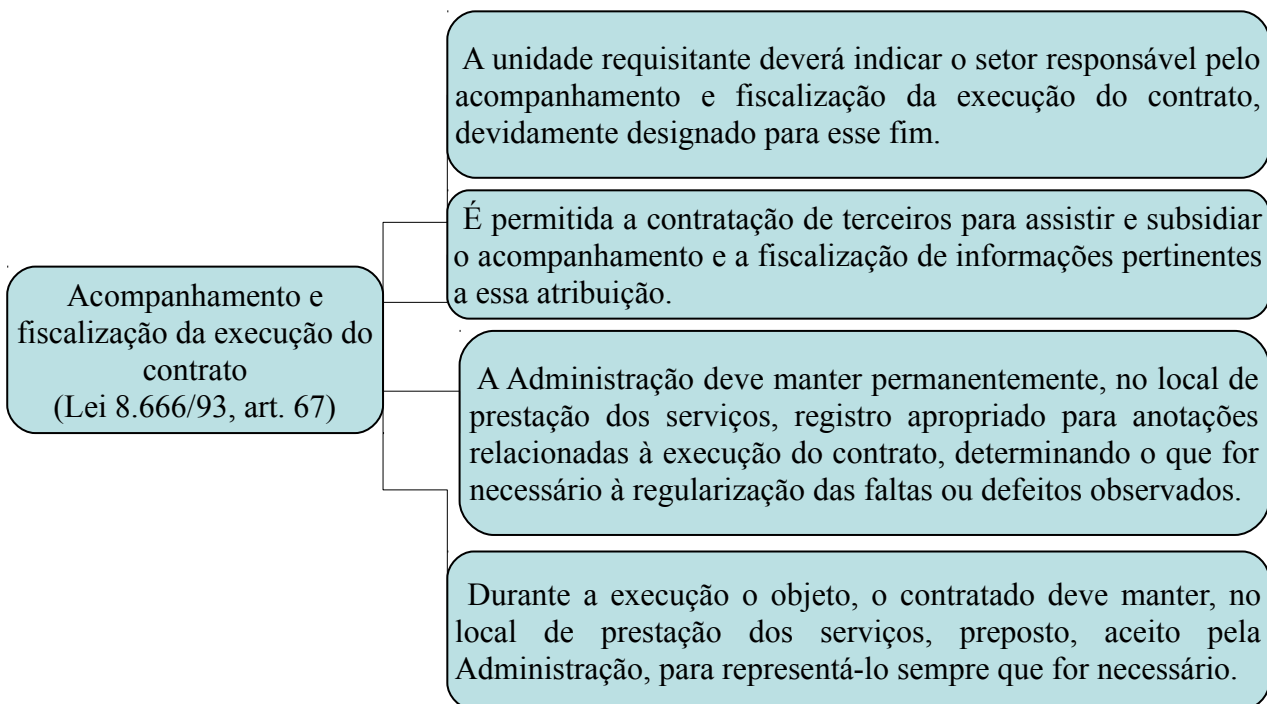 Acompanhamento e
fiscalização da execução do
contrato
(Lei 8.666/93, art. 67)
A unidade requisitante deverá indicar o setor responsável pelo
acompanhamento e fiscalização da execução do contrato,
devidamente designado para esse fim.
É permitida a contratação de terceiros para assistir e subsidiar
o acompanhamento e a fiscalização de informações pertinentes
a essa atribuição.
A Administração deve manter permanentemente, no local de
prestação dos serviços, registro apropriado para anotações
relacionadas à execução do contrato, determinando o que for
necessário à regularização das faltas ou defeitos observados.
Durante a execução o objeto, o contratado deve manter, no
local de prestação dos serviços, preposto, aceito pela
Administração, para representá-lo sempre que for necessário.